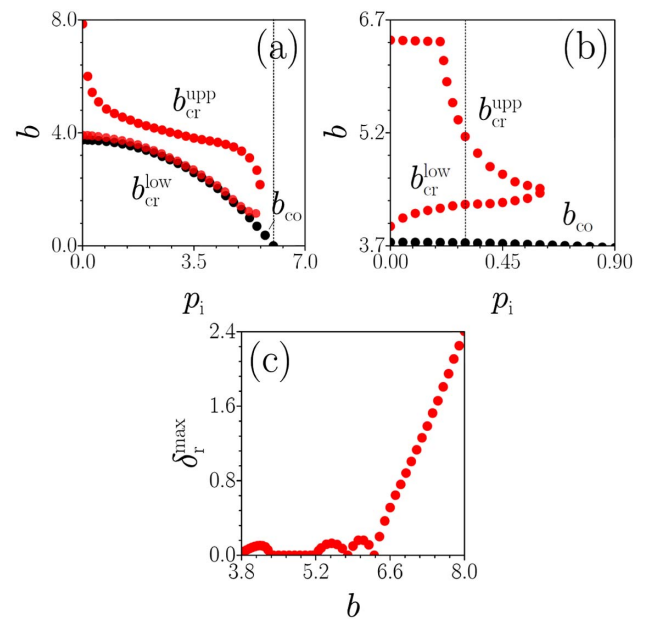 8.0
4.0
0.0
b
(a)
b_cr^upp
b_cr^low
b_co
0.0
3.5
7.0
p_i
6.7
5.2
3.7
b
(b)
b_cr^upp
b_cr^low
b_co
0.00
0.45
0.90
p_i
2.4
1.6
0.8
0.0
δ_r^max
(c)
3.8
5.2
6.6
8.0
b